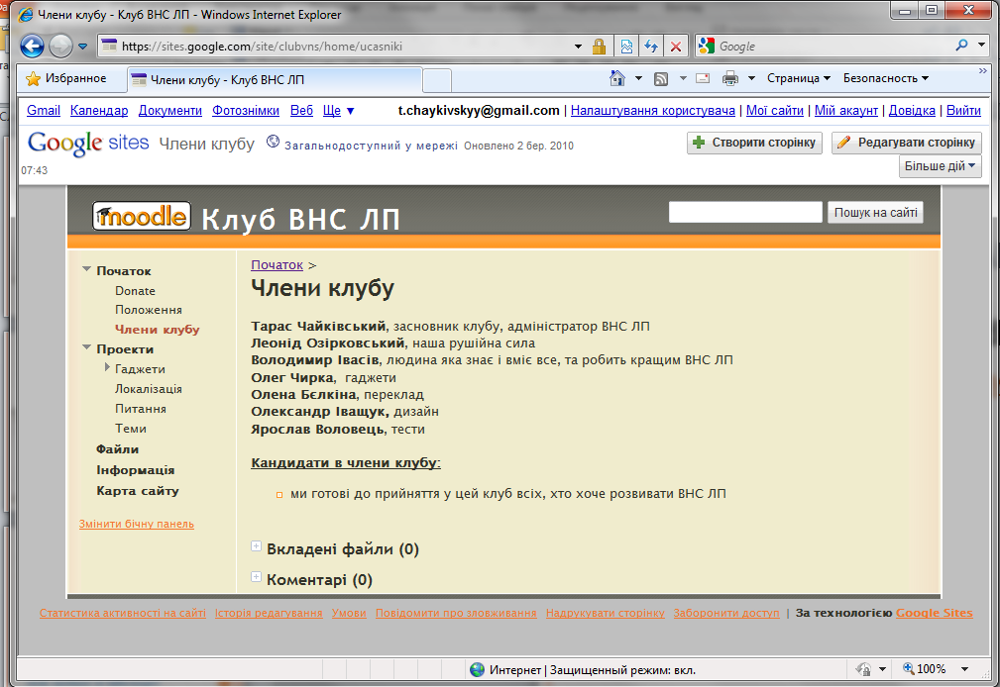 Члени клубу - Клуб ВНС ЛП - Windows Internet Explorer
https://sites.google.com/site/clubvns/home/ucasniki
Google
Избранное
Члени клубу - Клуб ВНС ЛП
Страница
Безопасность
»
Gmail Календар Документи Фотознімки Веб Ще ▼ t.chaykivskyy@gmail.com | Налаштування користувача | Мої сайти | Мій акаунт | Довідка | Вийти
Google sites Члени клубу Загальнодоступний у мережі Оновлено 2 бер. 2010
07:43
Створити сторінку
Редагувати сторінку
Більше дій
moodle Клуб ВНС ЛП
Пошук на сайті
Початок
Donate
Положення
Члени клубу
Проекти
Гаджети
Локалізація
Питання
Теми
Файли
Інформація
Карта сайту
Змінити бічну панель
Початок >
Члени клубу
Тарас Чайківський, засновник клубу, адміністратор ВНС ЛП
Леонід Озірковський, наша рушійна сила
Володимир Івасів, людина яка знає і вміє все, та робить кращим ВНС ЛП
Олег Чирка, гаджети
Олена Бєлкіна, переклад
Олександр Іващук, дизайн
Ярослав Воловець, тести
Кандидати в члени клубу:
ми готові до прийняття у цей клуб всіх, хто хоче розвивати ВНС ЛП
Вкладені файли (0)
Коментарі (0)
Статистика активності на сайті Історія редагування Умови Повідомити про зловживання Надрукувати сторінку Заборонити доступ | За технологією Google Sites
Интернет | Защищенный режим: вкл.
100%